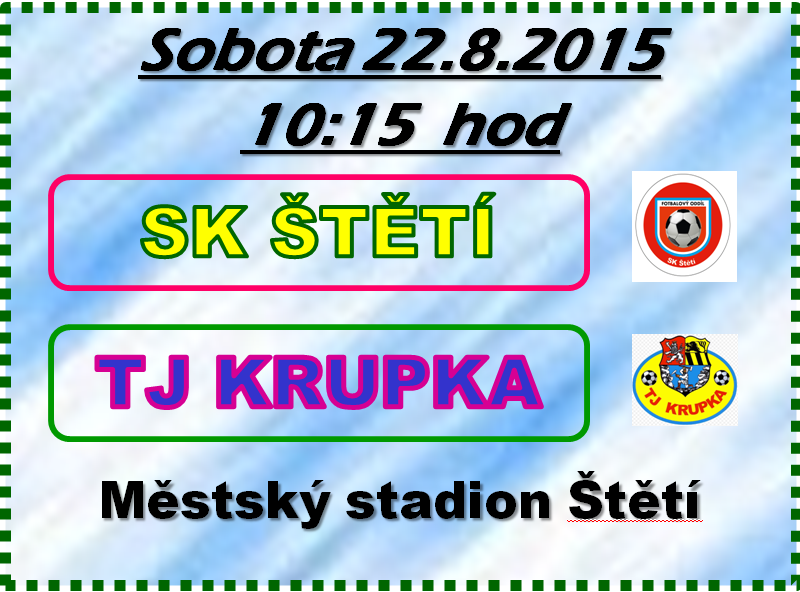 Sobota 22.8.2015
10:15 hod
SK ŠTĚTÍ
FOTBALOVÝ ODDÍL
SK Štětí
TJ KRUPKA
TJ KRUPKA
Městský stadion Štětí